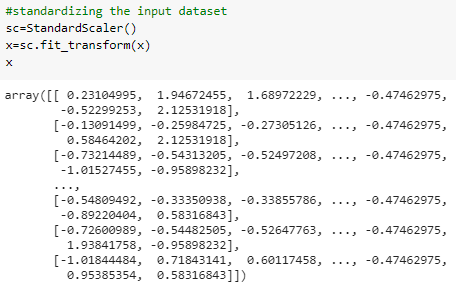 #standardizing the input dataset
sc=StandardScaler()
x=sc.fit_transform(x)
x
array([[ 0.23104995, 1.94672455, 1.68972229, ..., -0.47462975,
-0.52299253, 2.12531918],
[-0.13091499, -0.25984725, -0.27305126, ..., -0.47462975,
0.58464202, 2.12531918],
[-0.73214489, -0.54313205, -0.52497208, ..., -0.47462975,
-1.01527455, -0.95898232],
...,
[-0.54809492, -0.33350938, -0.33855786, ..., -0.47462975,
-0.89220404, 0.58316843],
[-0.72600989, -0.54482505, -0.52647763, ..., -0.47462975,
1.93841758, -0.95898232],
[-1.01844484, 0.71843141, 0.60117458, ..., -0.47462975,
0.95385354, 0.58316843]])